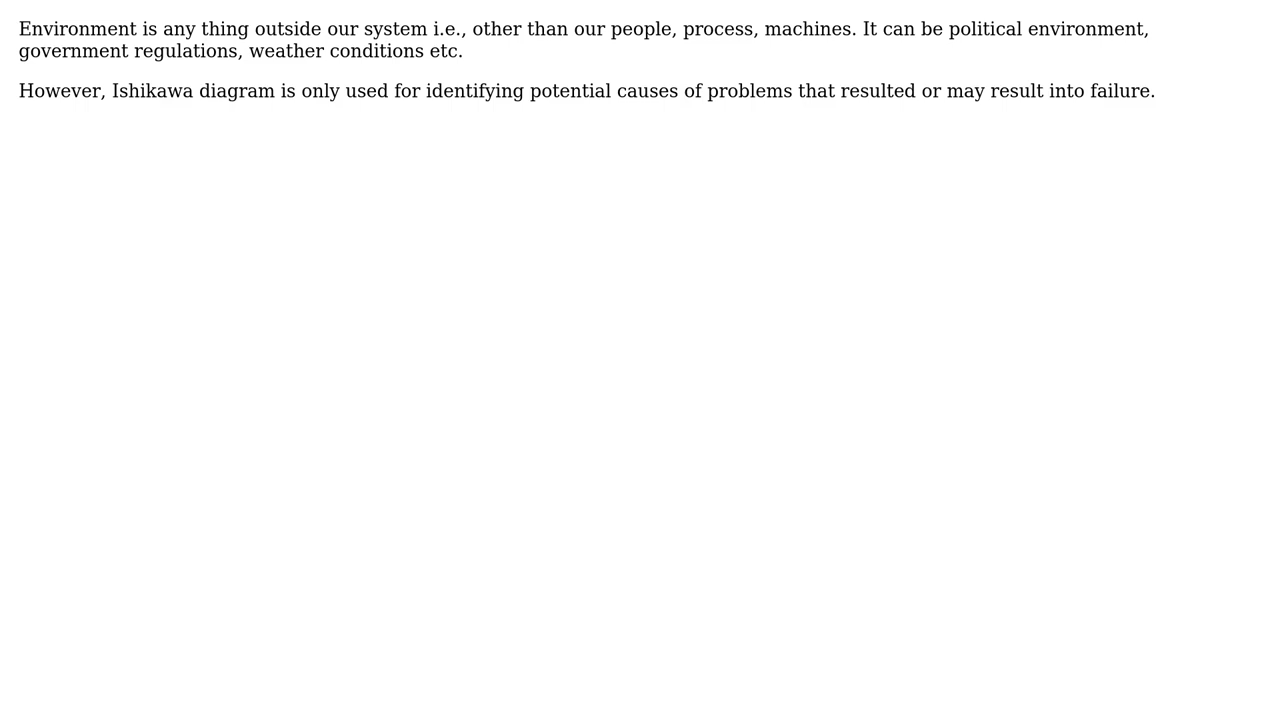 Environment is any thing outside our system i.e., other than our people, process, machines. It can be political environment,
government regulations, weather conditions etc.
However, Ishikawa diagram is only used for identifying potential causes of problems that resulted or may result into failure.